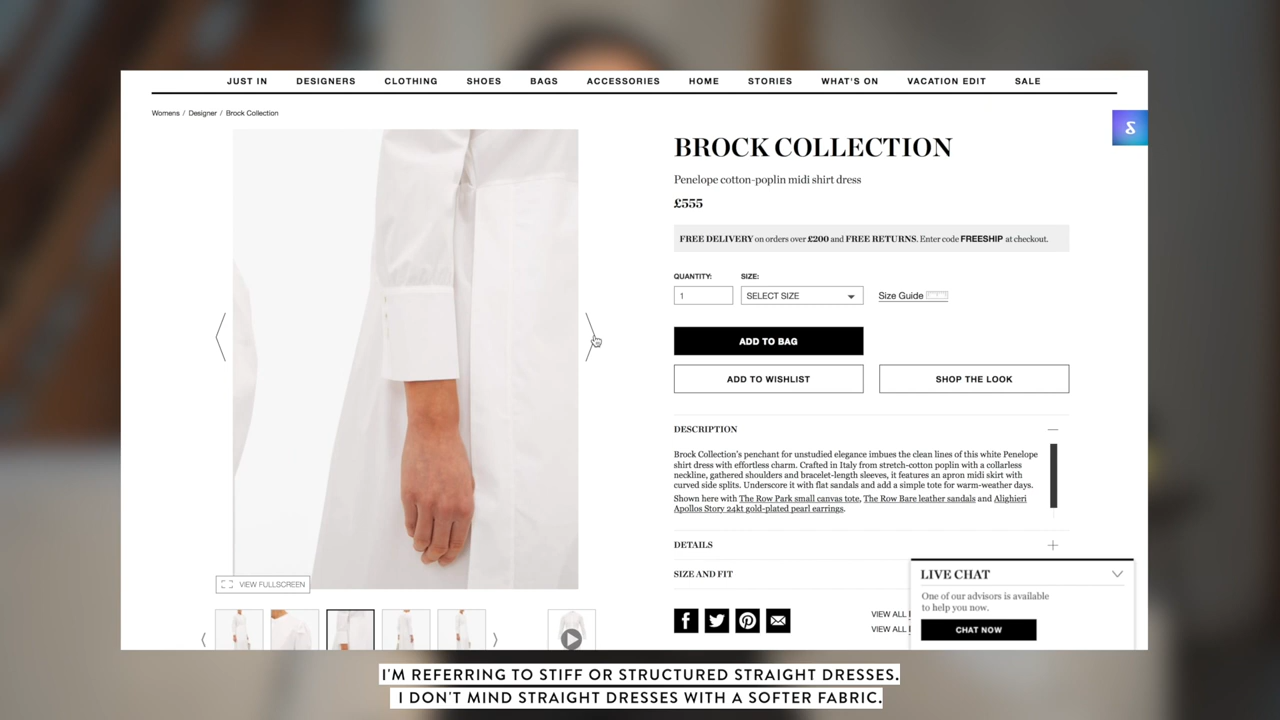 JUST IN DESIGNERS CLOTHING SHOES BAGS ACCESSORIES HOME STORIES WHAT'S ON VACATION EDIT SALE
Womens / Designer / Brock Collection
BROCK COLLECTION
Penelope cotton-poplin midi shirt dress
£555
FREE DELIVERY on orders over £200 and FREE RETURNS. Enter code FREESHIP at checkout.
QUANTITY: SIZE:
1 SELECT SIZE Size Guide
ADD TO BAG
ADD TO WISHLIST SHOP THE LOOK
DESCRIPTION
Brock Collection's penchant for unstudied elegance imbues the clean lines of this white Penelope
shirt dress with effortless charm. Crafted in Italy from stretch-cotton poplin with a collarless
neckline, gathered shoulders and bracelet-length sleeves, it features an apron midi skirt with
curved side splits. Underscore it with flat sandals and add a simple tote for warm-weather days.
Shown here with The Row Park small canvas tote, The Row Bare leather sandals and Alighieri
Apollos Story 24kt gold-plated pearl earrings.
DETAILS
SIZE AND FIT
VIEW FULLSCREEN
VIEW ALL
VIEW ALL
LIVE CHAT
One of our advisors is available
to help you now.
CHAT NOW
I'M REFERRING TO STIFF OR STRUCTURED STRAIGHT DRESSES.
I DON'T MIND STRAIGHT DRESSES WITH A SOFTER FABRIC.